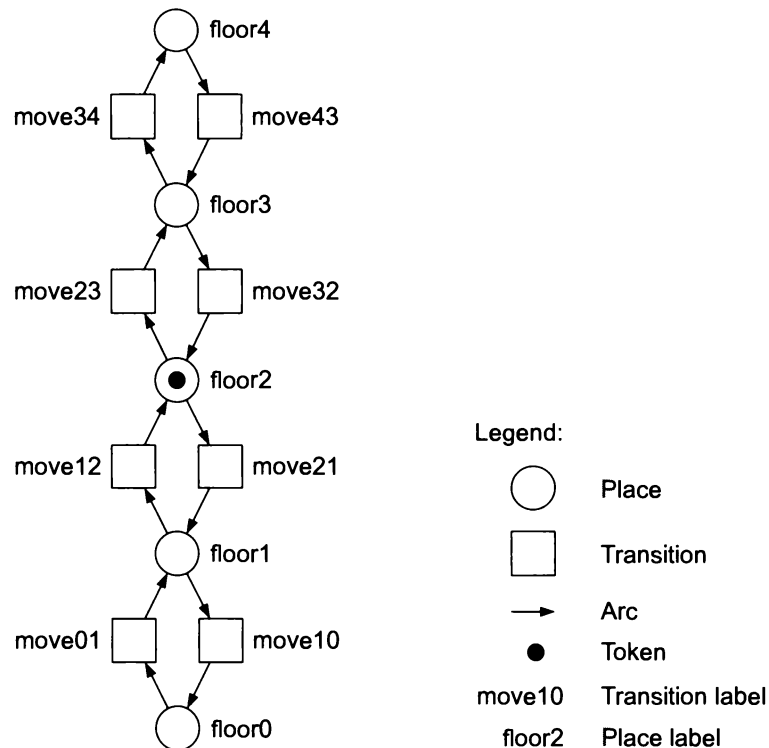 floor4
move34 move43
floor3
move23 move32
floor2
move12 move21
floor1
move01 move10
floor0
Legend:
Place
Transition
Arc
Token
move10 Transition label
floor2 Place label